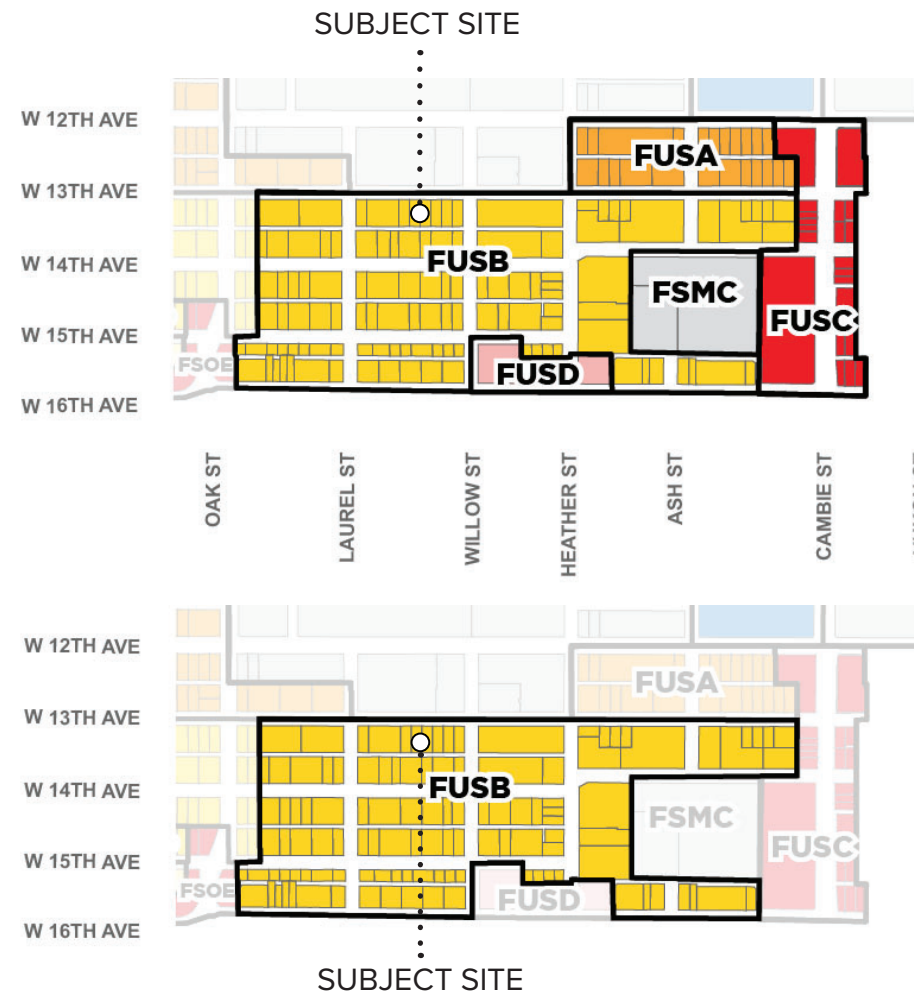 SUBJECT SITE
W 12TH AVE
FUSA
W 13TH AVE
FUSB
W 14TH AVE
FSMC
FUSC
W 15TH AVE
FSOE
FUSD
W 16TH AVE
OAK ST
LAUREL ST
WILLOW ST
HEATHER ST
ASH ST
CAMBIE ST
W 12TH AVE
FUSA
W 13TH AVE
FUSB
W 14TH AVE
FSMC
FUSC
W 15TH AVE
FSOE
FUSD
W 16TH AVE
SUBJECT SITE